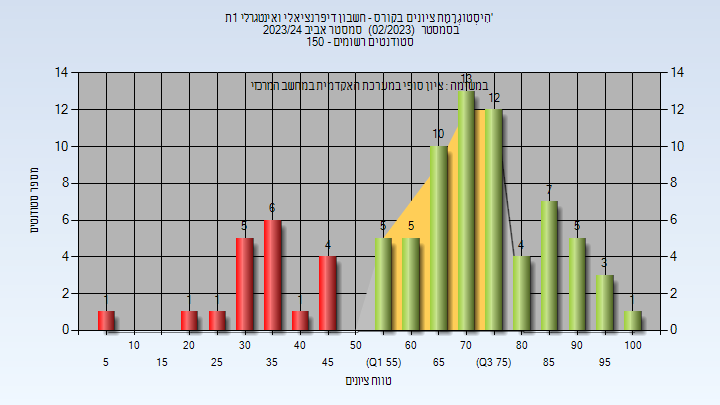 הִיסְטוֹגְרָמַת ציונים בקורס - חשבון דיפרנציאלי ואינטגרלי 1ת'
בסמסטר (02/2023) סמסטר אביב 2023/24
סטודנטים רשומים - 150
במשימה : ציון סופי במערכת האקדמית במחשב המרכזי
מספר סטודנטים
14 12 10 8 6 4 2 0
1 1 1 5 6 1 4 5 5 10 13 12 4 7 5 3 1
14 12 10 8 6 4 2 0
10 20 30 40 50 60 70 80 90 100
5 15 25 35 45 (Q1 55) 65 (Q3 75) 85 95
טווח ציונים